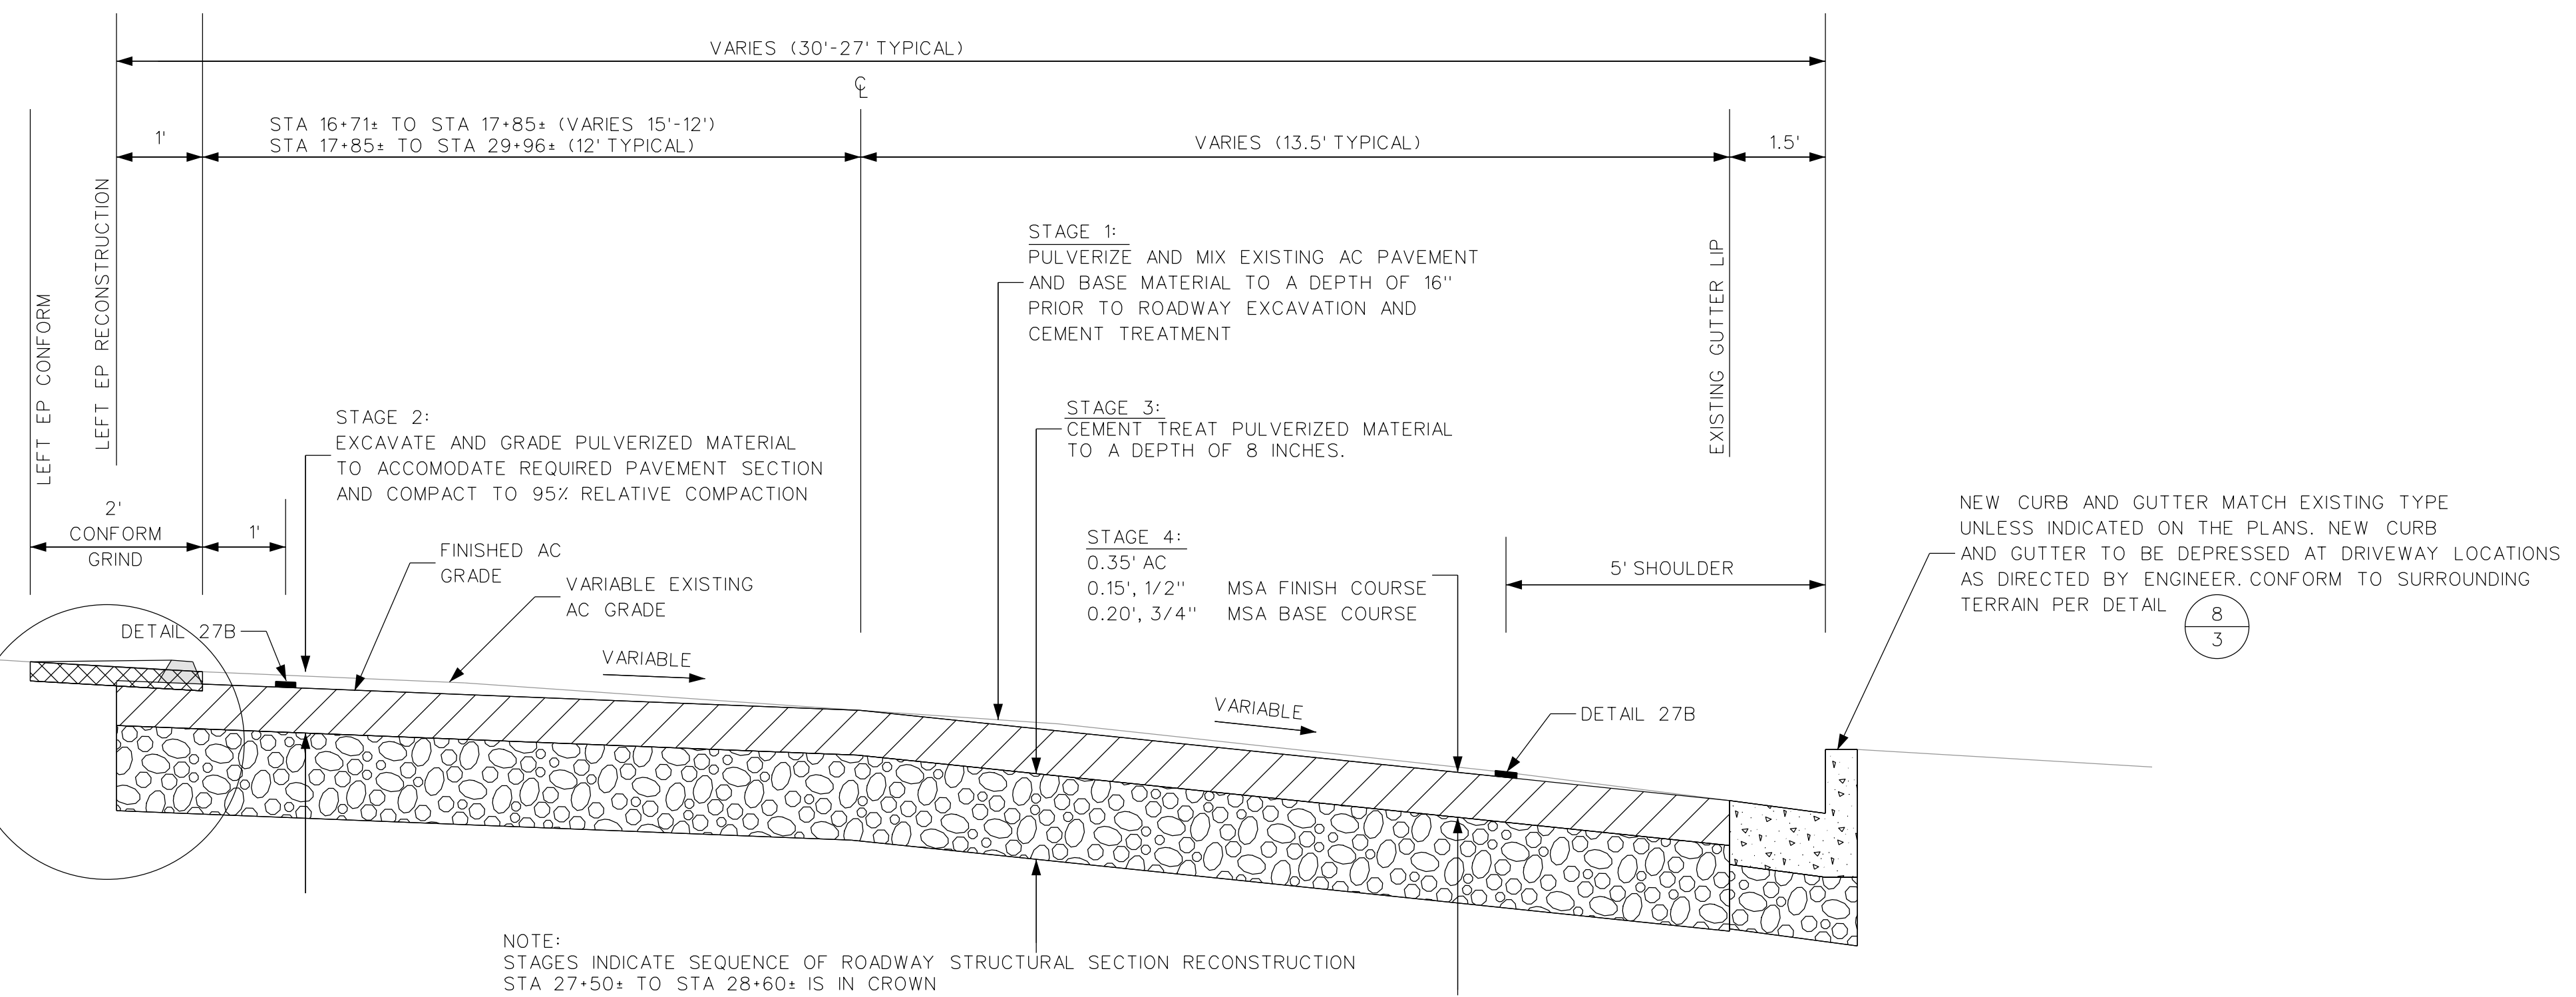 VARIES (30'-27' TYPICAL)
℄
1'
STA 16+71± TO STA 17+85± (VARIES 15'-12')
STA 17+85± TO STA 29+96± (12' TYPICAL)
VARIES (13.5' TYPICAL)
1.5'
LEFT EP CONFORM
LEFT EP RECONSTRUCTION
EXISTING GUTTER LIP
STAGE 1:
PULVERIZE AND MIX EXISTING AC PAVEMENT
AND BASE MATERIAL TO A DEPTH OF 16"
PRIOR TO ROADWAY EXCAVATION AND
CEMENT TREATMENT
STAGE 2:
EXCAVATE AND GRADE PULVERIZED MATERIAL
TO ACCOMODATE REQUIRED PAVEMENT SECTION
AND COMPACT TO 95% RELATIVE COMPACTION
STAGE 3:
CEMENT TREAT PULVERIZED MATERIAL
TO A DEPTH OF 8 INCHES.
2'
CONFORM
GRIND
1'
FINISHED AC
GRADE
VARIABLE EXISTING
AC GRADE
STAGE 4:
0.35' AC
0.15', 1/2" MSA FINISH COURSE
0.20', 3/4" MSA BASE COURSE
5' SHOULDER
NEW CURB AND GUTTER MATCH EXISTING TYPE
UNLESS INDICATED ON THE PLANS. NEW CURB
AND GUTTER TO BE DEPRESSED AT DRIVEWAY LOCATIONS
AS DIRECTED BY ENGINEER. CONFORM TO SURROUNDING
TERRAIN PER DETAIL
8
3
DETAIL 27B
VARIABLE
VARIABLE
DETAIL 27B
NOTE:
STAGES INDICATE SEQUENCE OF ROADWAY STRUCTURAL SECTION RECONSTRUCTION
STA 27+50± TO STA 28+60± IS IN CROWN